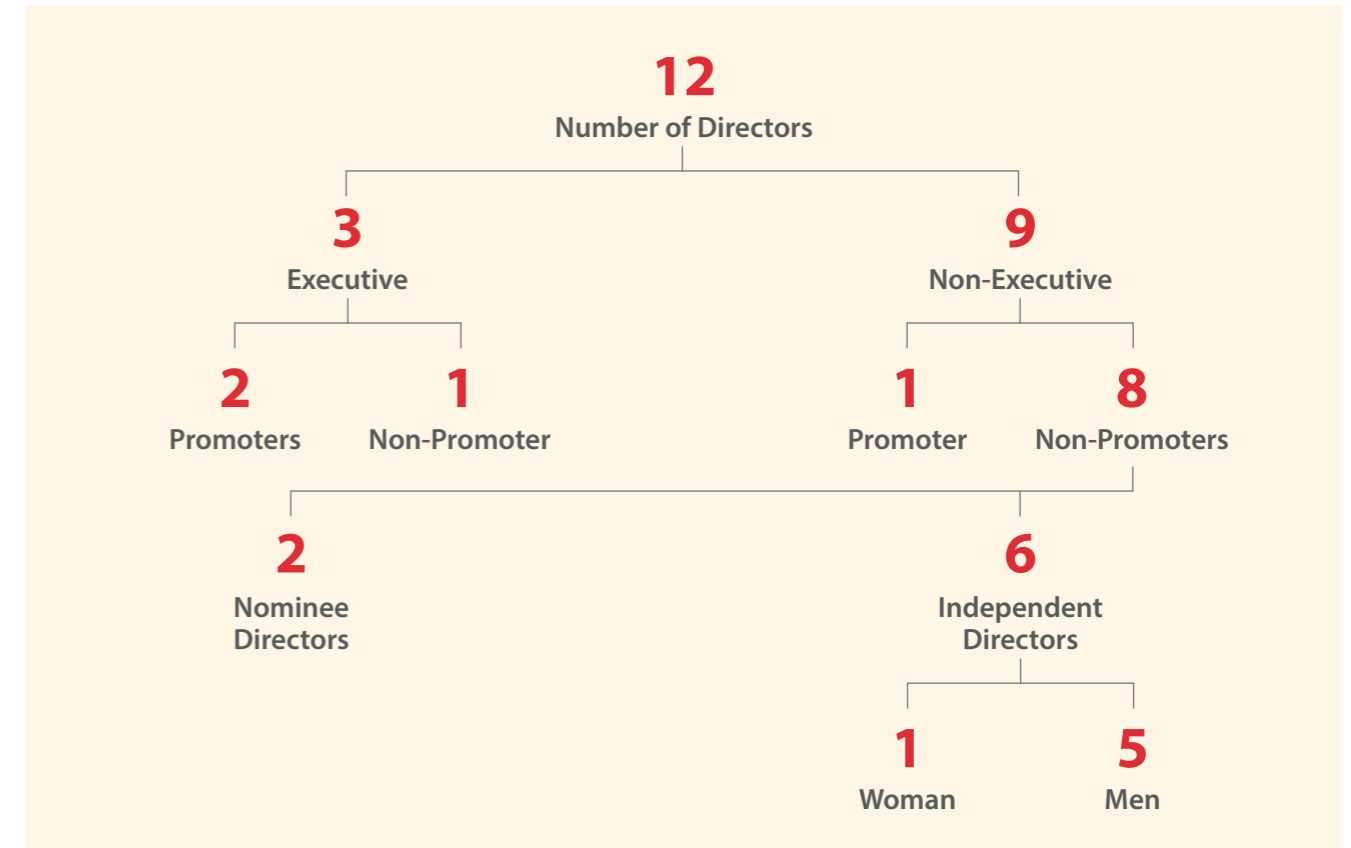 12
Number of Directors
3
Executive
9
Non-Executive
2
Promoters
1
Non-Promoter
1
Promoter
8
Non-Promoters
2
Nominee
Directors
6
Independent
Directors
1
Woman
5
Men